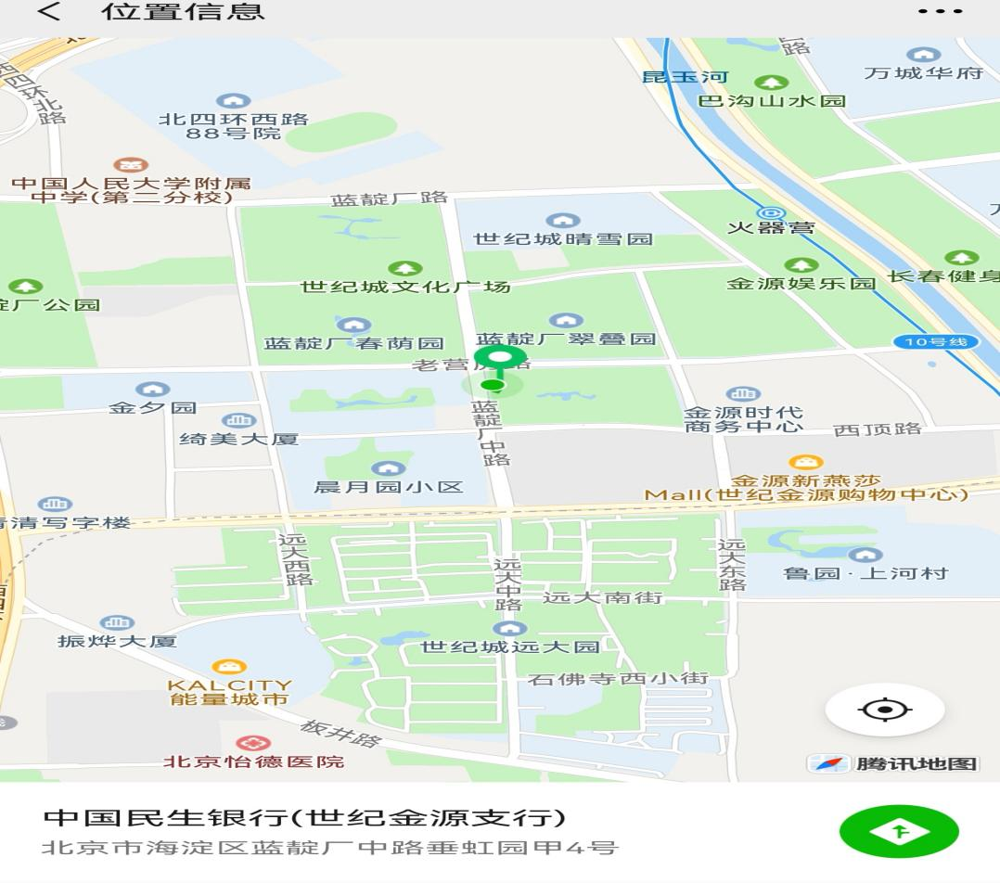 位置信息
路
西四环北路
昆玉河
万城华府
巴沟山水园
北四环西路
88号院
中国人民大学附属
中学(第二分校)
蓝靛厂路
火器营
世纪城晴雪园
世纪城文化广场
金源娱乐园
长春健身
靛厂公园
蓝靛厂春荫园
蓝靛厂翠叠园
10号线
老营房路
金夕园
蓝靛厂中路
金源时代
商务中心
西顶路
绮美大厦
晨月园小区
金源新燕莎
Mall(世纪金源购物中心)
清写字楼
远大西路
远大中路
远大东路
鲁园·上河村
远大南街
振烨大厦
世纪城远大园
石佛寺西小街
KALCITY
能量城市
板井路
北京怡德医院
腾讯地图
中国民生银行(世纪金源支行)
北京市海淀区蓝靛厂中路垂虹园甲4号